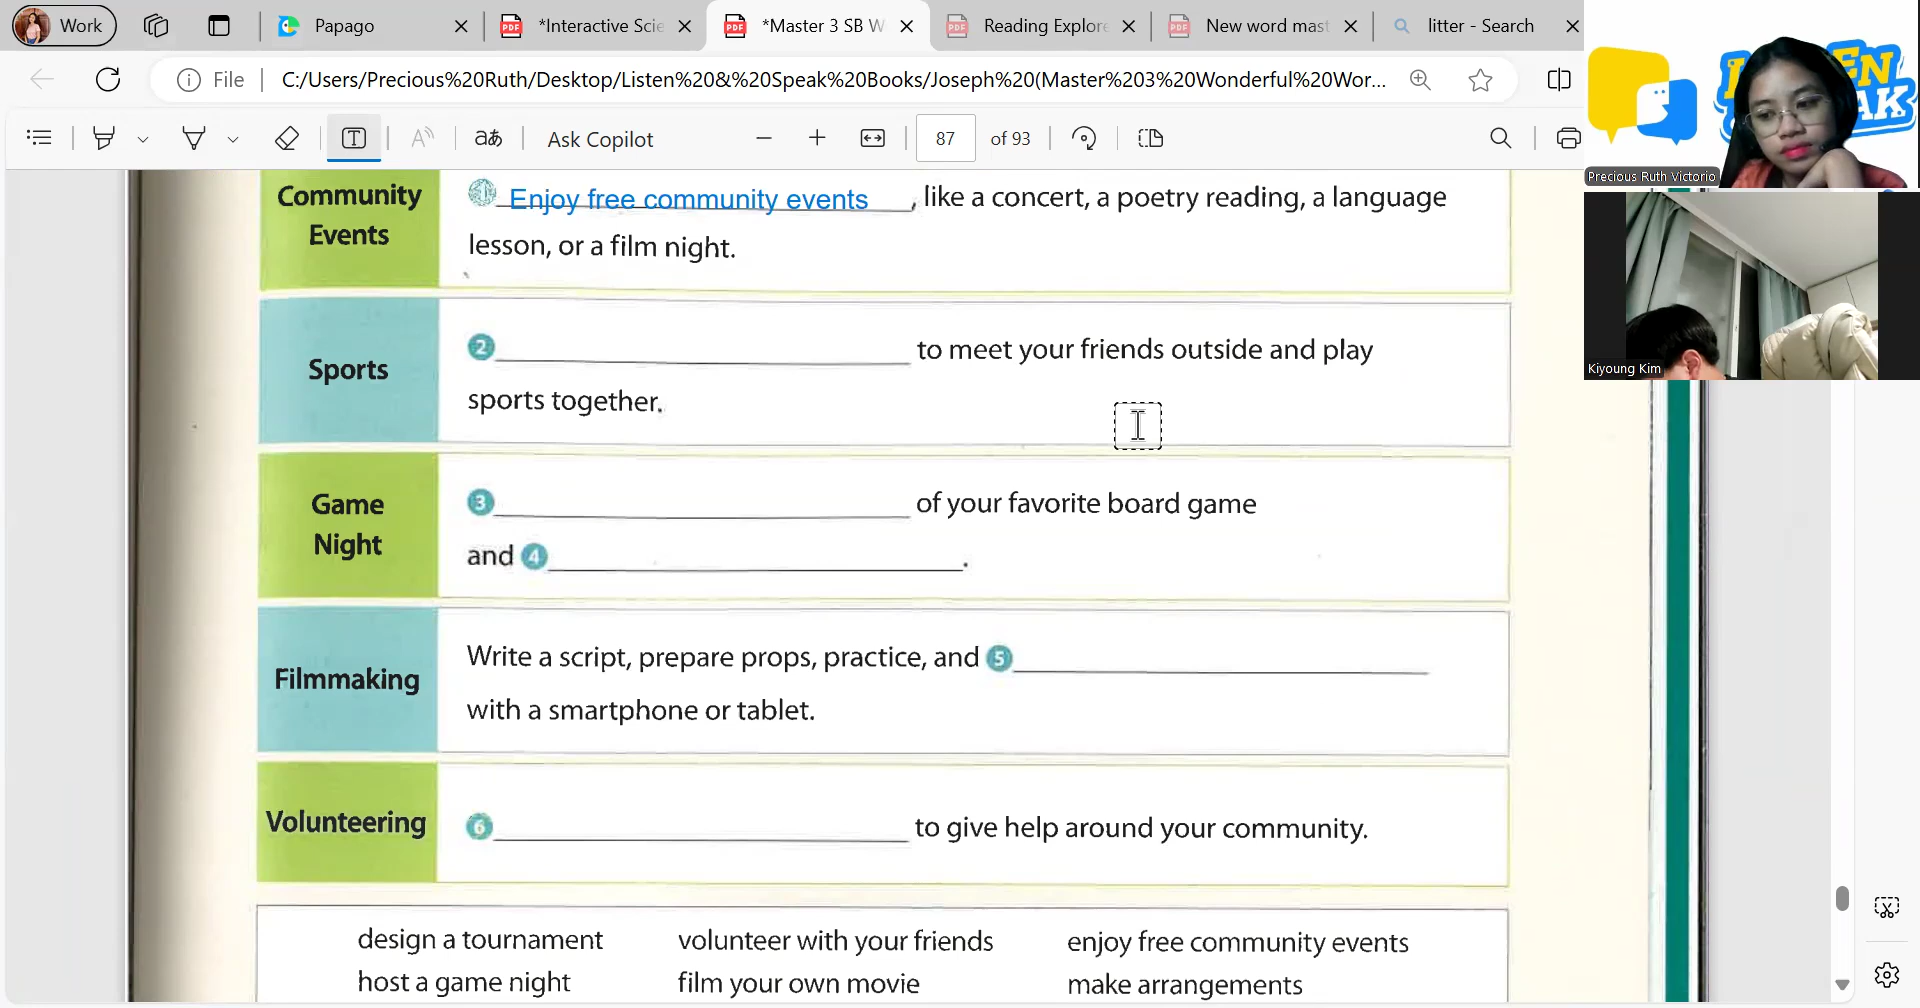 Work
Papago
*Interactive Scie
*Master 3 SB W
Reading Explore
New word mast
litter - Search
File
C:/Users/Precious%20Ruth/Desktop/Listen%20&%20Speak%20Books/Joseph%20(Master%203%20Wonderful%20Wor...
Ask Copilot
87
of 93
Precious Ruth Victorio
Kiyoung Kim
Community
Events
1 Enjoy free community events, like a concert, a poetry reading, a language
lesson, or a film night.
Sports
2 to meet your friends outside and play
sports together.
Game
Night
3 of your favorite board game
and 4 .
Filmmaking
Write a script, prepare props, practice, and 5
with a smartphone or tablet.
Volunteering
6 to give help around your community.
design a tournament volunteer with your friends enjoy free community events
host a game night film your own movie make arrangements